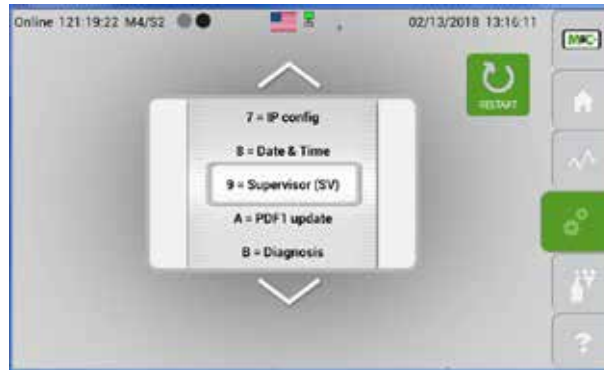 Online 121:19:22 M4/S2
02/13/2018 13:16:11
RESTART
7 = IP config
8 = Date & Time
9 = Supervisor (SV)
A = PDF1 update
B = Diagnosis
?